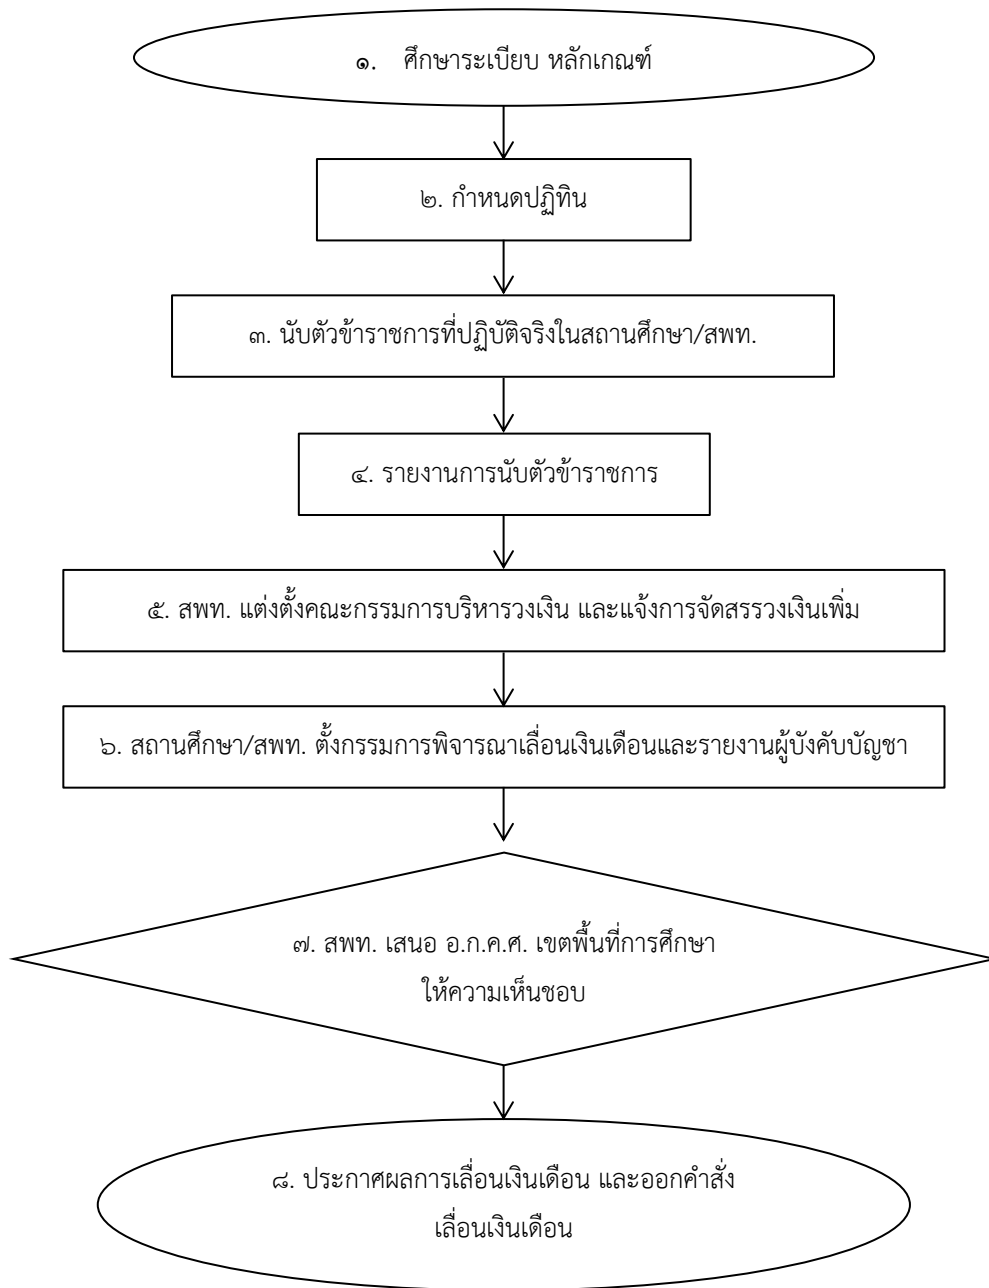 ๑. ศึกษาระเบียบ หลักเกณฑ์
๒. กำหนดปฏิทิน
๓. นับตัวข้าราชการที่ปฏิบัติจริงในสถานศึกษา/สพท.
๔. รายงานการนับตัวข้าราชการ
๕. สพท. แต่งตั้งคณะกรรมการบริหารวงเงิน และแจ้งการจัดสรรวงเงินเพิ่ม
๖. สถานศึกษา/สพท. ตั้งกรรมการพิจารณาเลื่อนเงินเดือนและรายงานผู้บังคับบัญชา
๗. สพท. เสนอ อ.ก.ค.ศ. เขตพื้นที่การศึกษา
ให้ความเห็นชอบ
๘. ประกาศผลการเลื่อนเงินเดือน และออกคำสั่ง
เลื่อนเงินเดือน